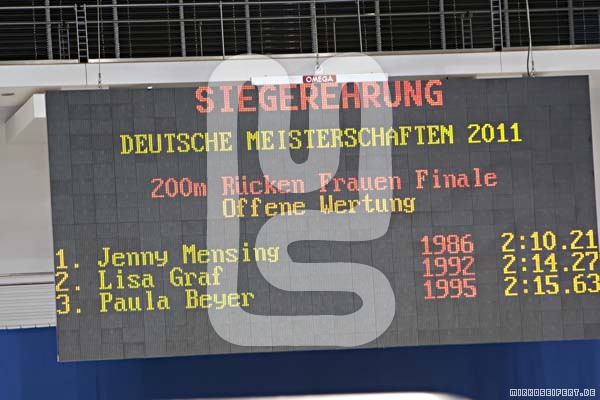 OMEGA
SIEGEREHRUNG
DEUTSCHE MEISTERSCHAFTEN 2011
200m Rücken Frauen Finale
Offene Wertung
1. Jenny Mensing 1986 2:10.21
2. Lisa Graf 1992 2:14.27
3. Paula Beyer 1995 2:15.63
MIRKOSEIFERT.DE